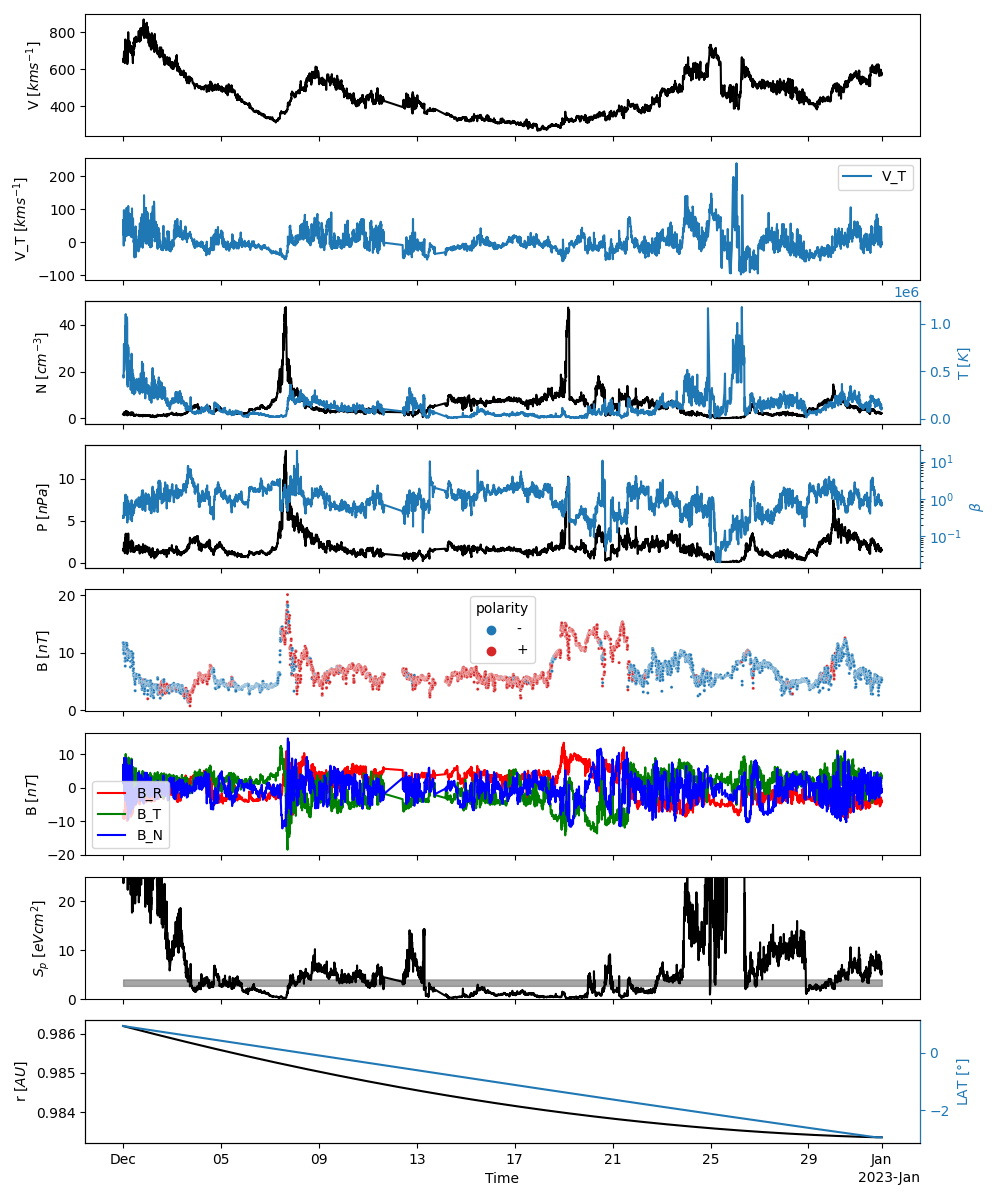 800
600
400
V [kms⁻¹]
200
100
0
−100
V_T [kms⁻¹]
V_T
1e6
40
20
0
N [cm⁻³]
1.0
0.5
0.0
T [K]
10
5
0
P [nPa]
10¹
10⁰
10⁻¹
β
20
10
0
B [nT]
polarity
-
+
10
0
−10
−20
B [nT]
B_R
B_T
B_N
20
10
0
Sₚ [eVcm²]
0.986
0.985
0.984
r [AU]
0
−2
LAT [°]
Dec 05 09 13 17 21 25 29 Jan
Time
2023-Jan